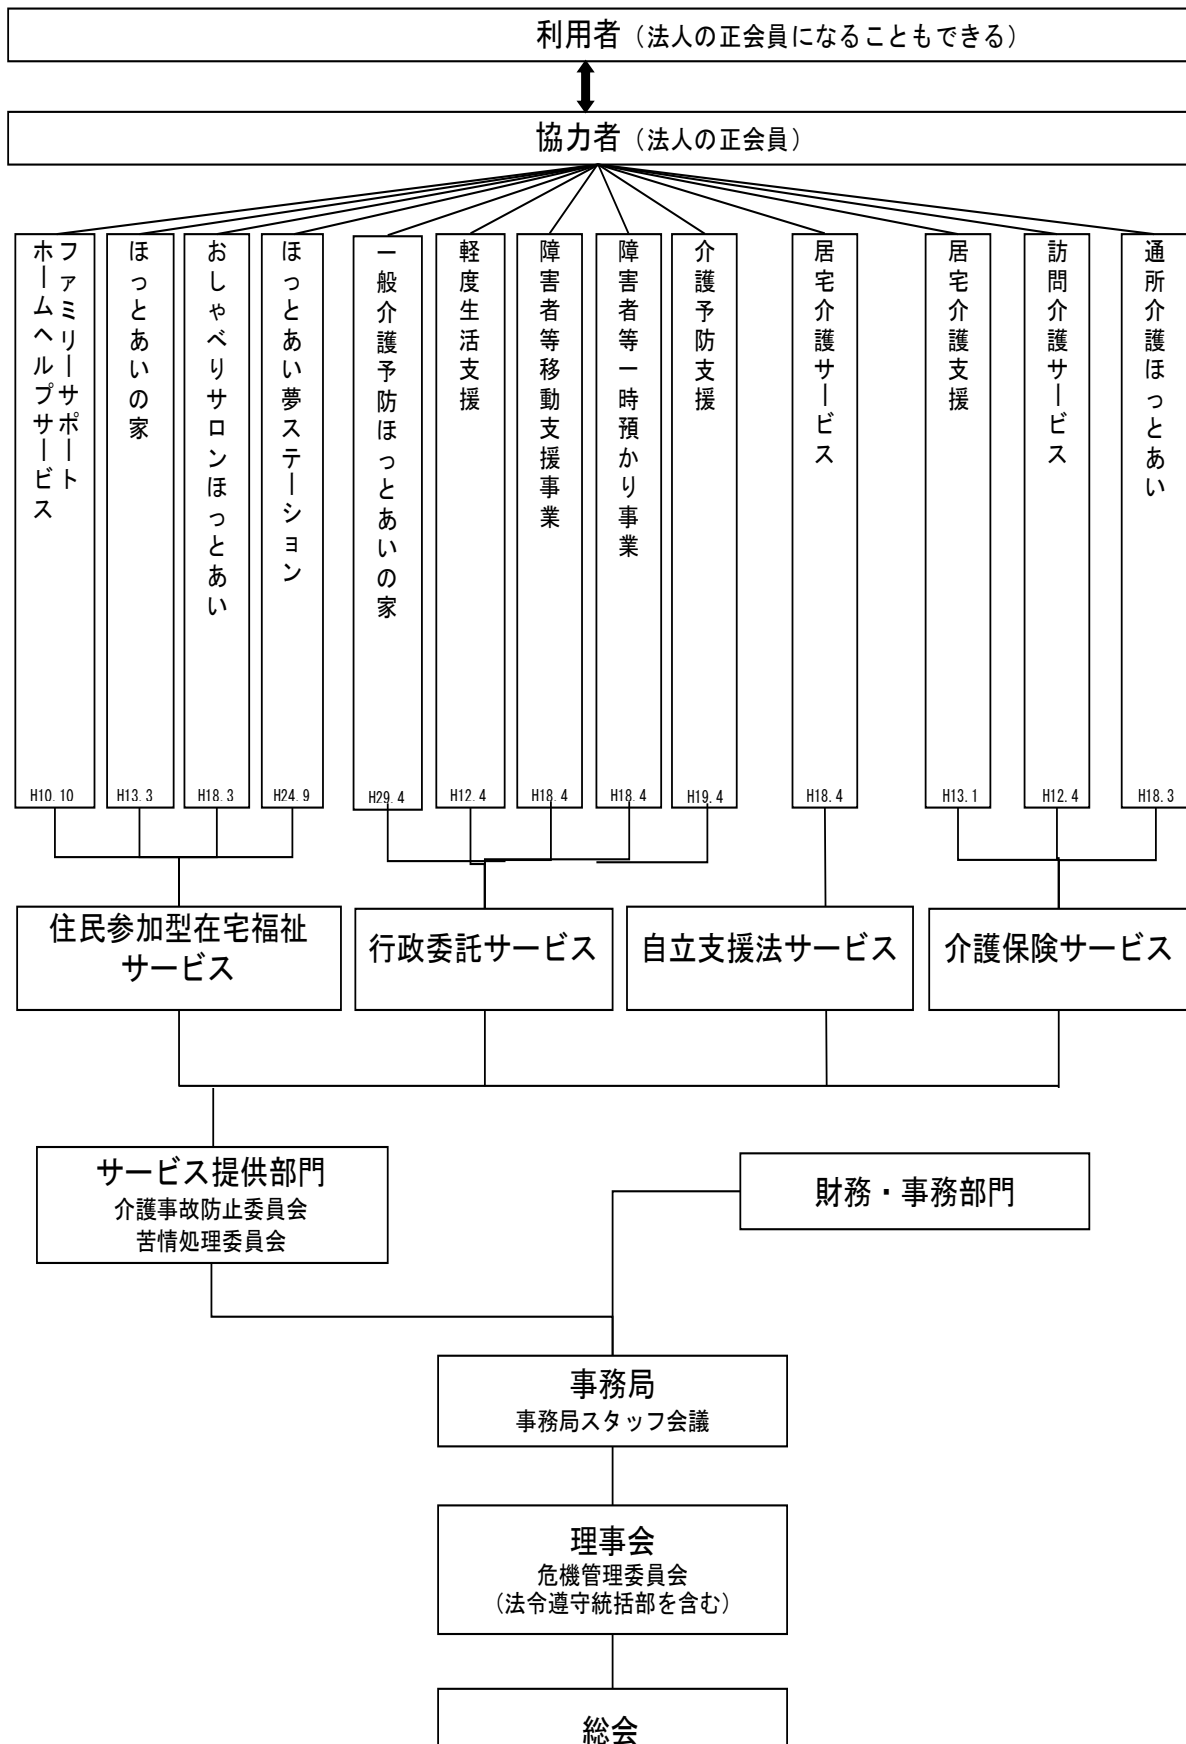 利用者（法人の正会員になることもできる）
協力者（法人の正会員）
ファミリーサポート
ホームヘルプサービス
H10.10
ほっとあいの家
H13.3
おしゃべりサロンほっとあい
H18.3
ほっとあい夢ステーション
H24.9
一般介護予防ほっとあいの家
H29.4
軽度生活支援
H12.4
障害者等移動支援事業
H18.4
障害者等一時預かり事業
H18.4
介護予防支援
H19.4
居宅介護サービス
H18.4
居宅介護支援
H13.1
訪問介護サービス
H12.4
通所介護ほっとあい
H18.3
住民参加型在宅福祉
サービス
行政委託サービス
自立支援法サービス
介護保険サービス
サービス提供部門
介護事故防止委員会
苦情処理委員会
財務・事務部門
事務局
事務局スタッフ会議
理事会
危機管理委員会
（法令遵守統括部を含む）
総会